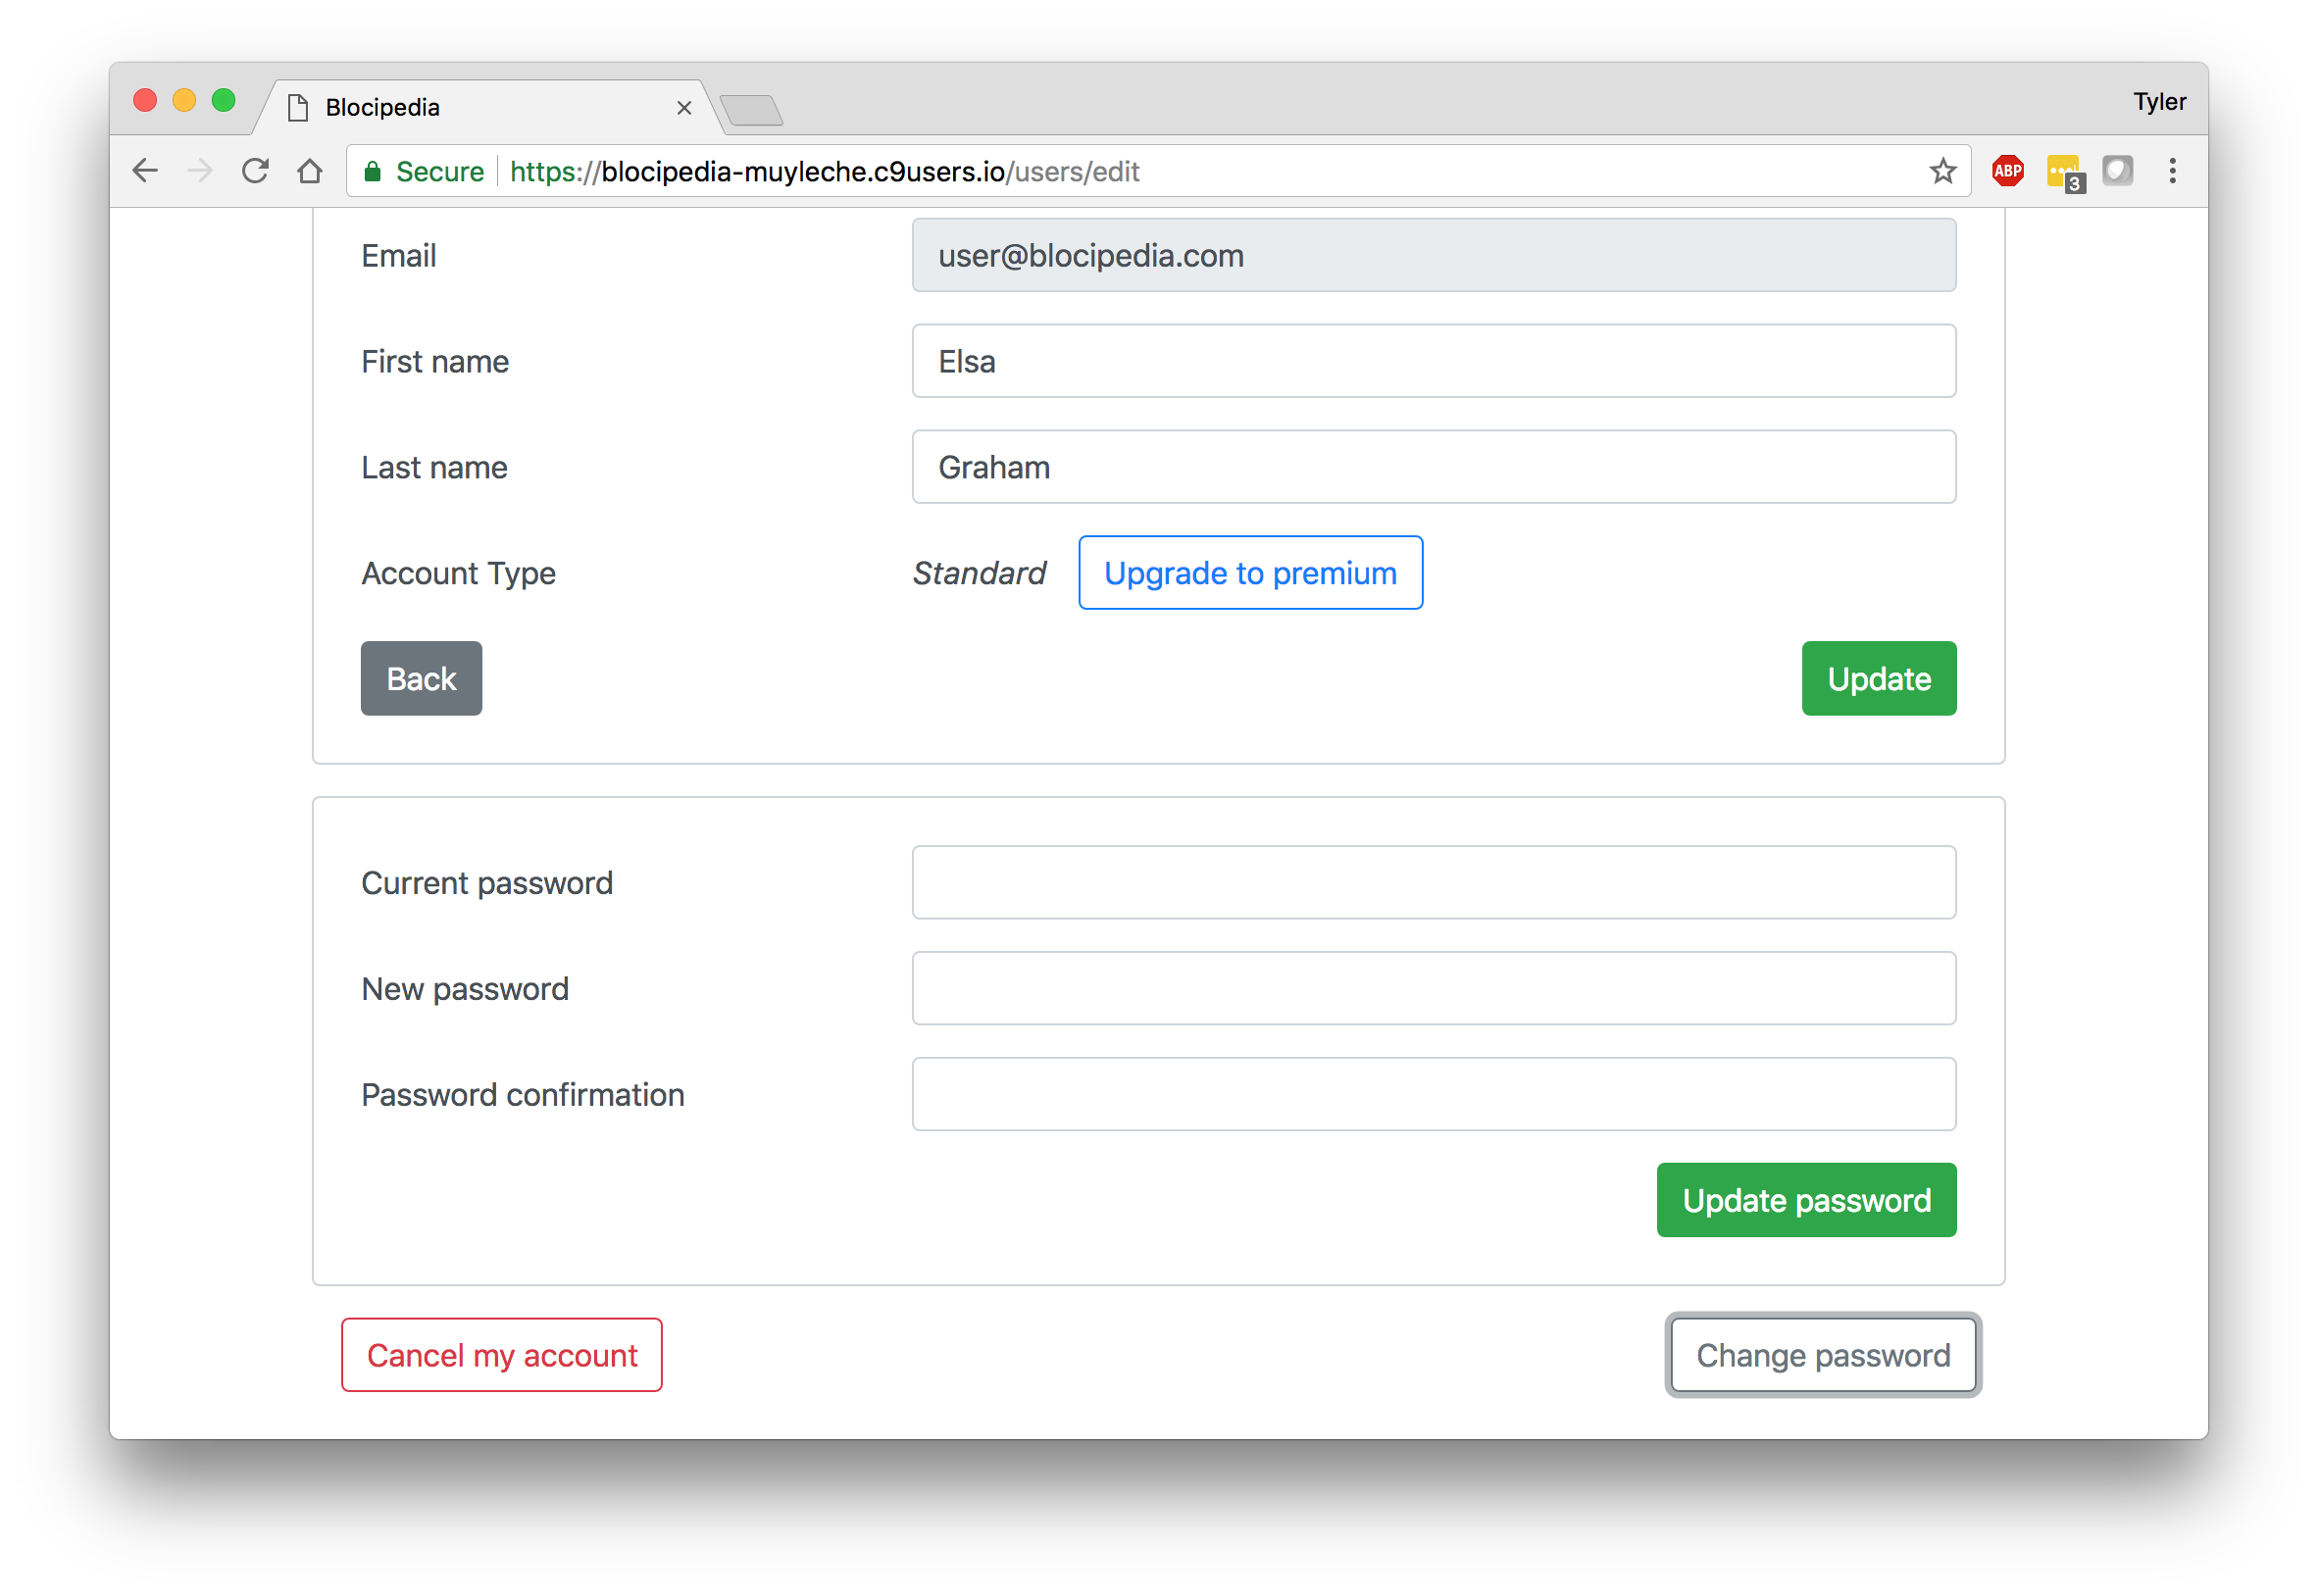 Blocipedia
Tyler
Secure https://blocipedia-muyleche.c9users.io/users/edit
ABP
3
Email user@blocipedia.com
First name Elsa
Last name Graham
Account Type Standard Upgrade to premium
Back Update
Current password
New password
Password confirmation
Update password
Cancel my account Change password